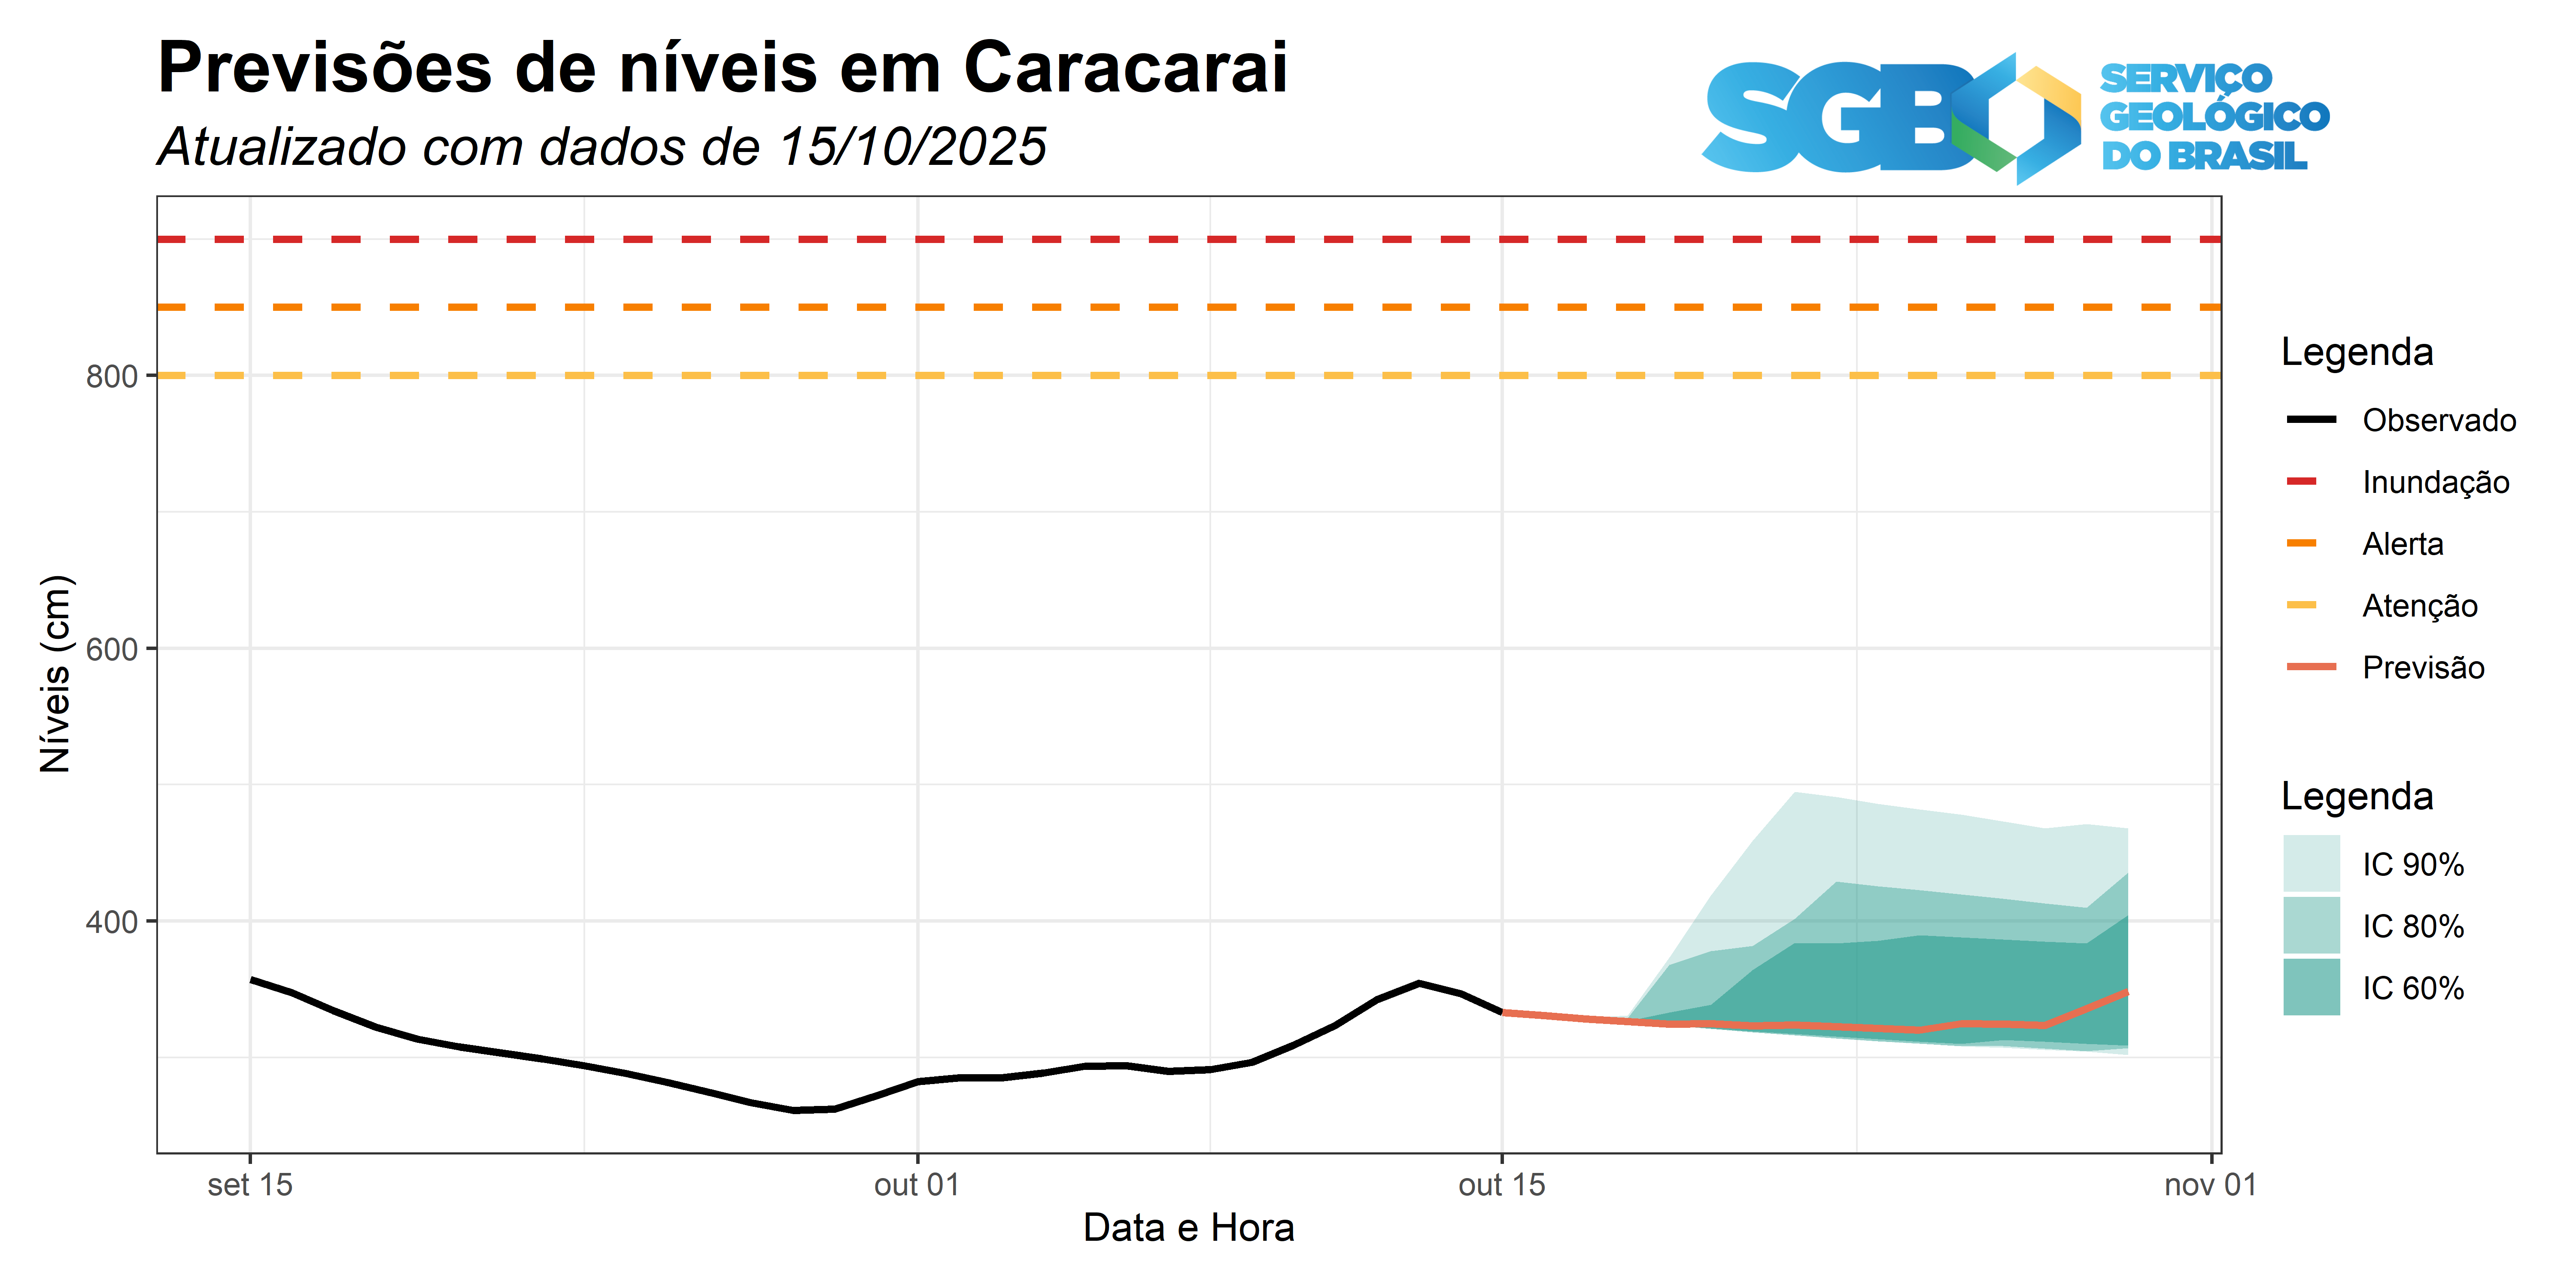 Previsões de níveis em Caracarai
Atualizado com dados de 15/10/2025
SGB
SERVIÇO
GEOLÓGICO
DO BRASIL
Níveis (cm)
800
600
400
set 15
out 01
out 15
nov 01
Data e Hora
Legenda
Observado
Inundação
Alerta
Atenção
Previsão
Legenda
IC 90%
IC 80%
IC 60%